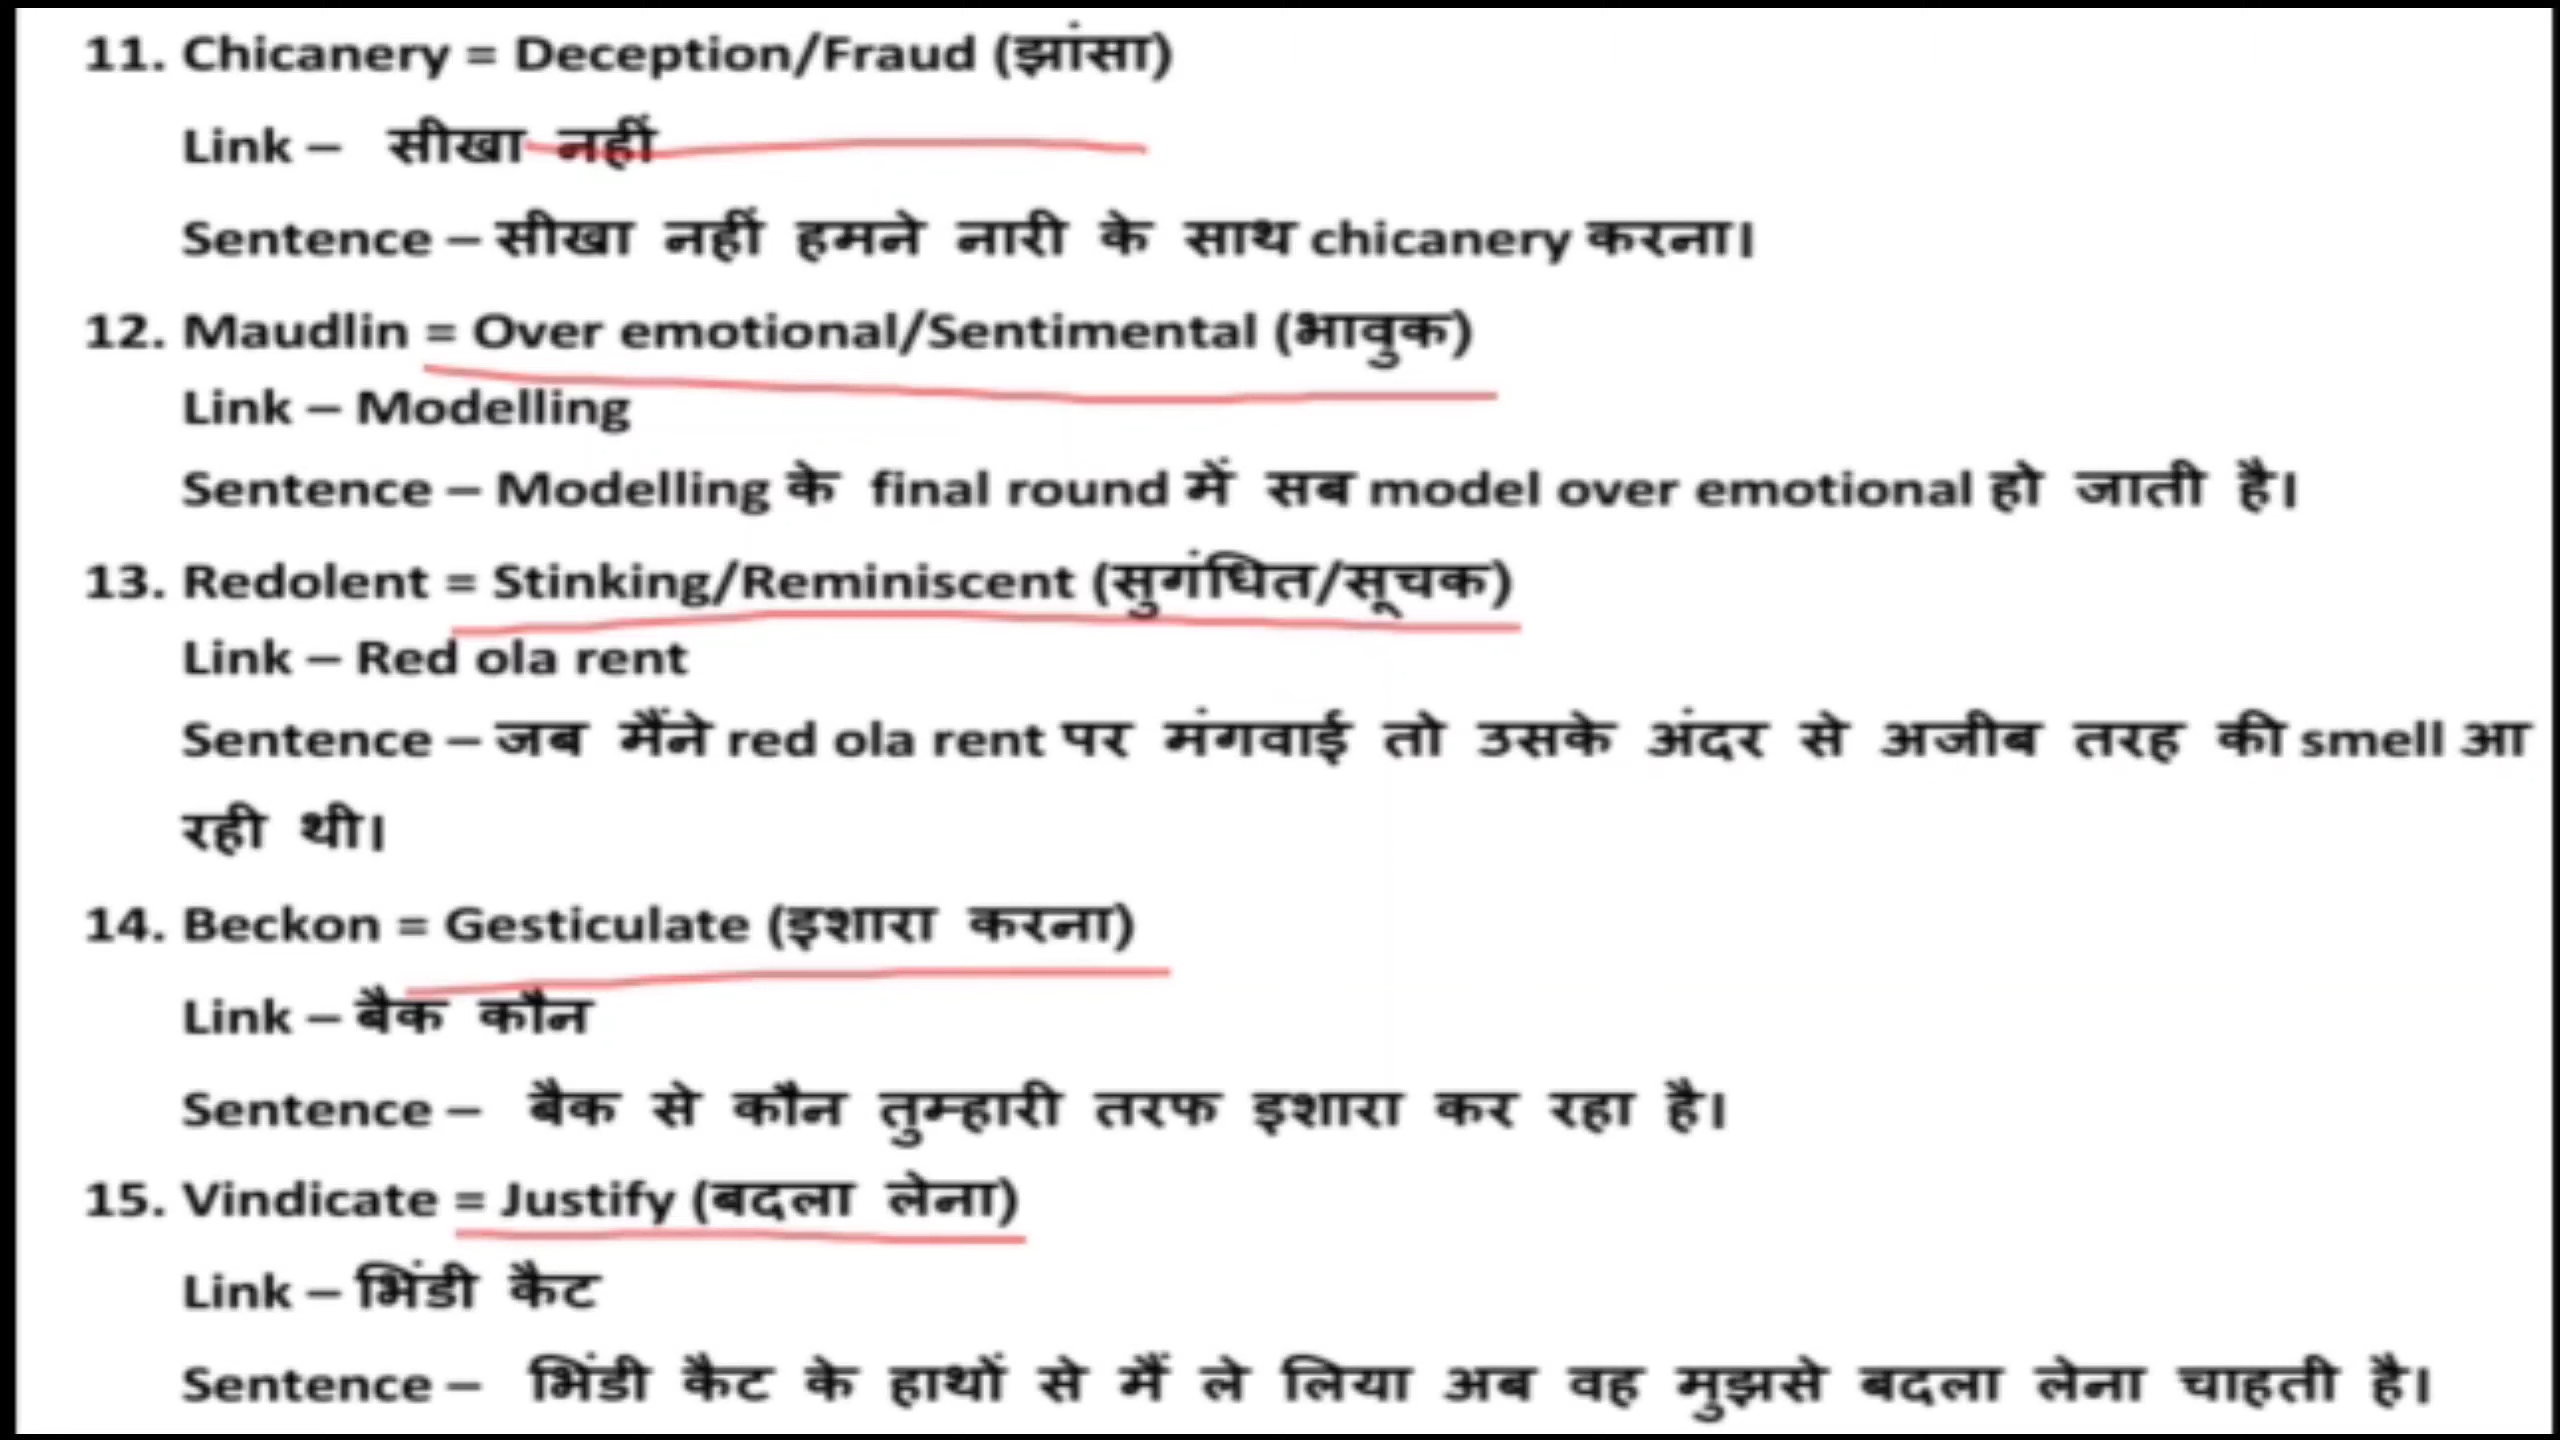 11. Chicanery = Deception/Fraud (झांसा)
Link – सीखा नहीं
Sentence – सीखा नहीं हमने नारी के साथ chicanery करना।
12. Maudlin = Over emotional/Sentimental (भावुक)
Link – Modelling
Sentence – Modelling के final round में सब model over emotional हो जाती है।
13. Redolent = Stinking/Reminiscent (सुगंधित/सूचक)
Link – Red ola rent
Sentence – जब मैंने red ola rent पर मंगवाई तो उसके अंदर से अजीब तरह की smell आ
रही थी।
14. Beckon = Gesticulate (इशारा करना)
Link – बैक कौन
Sentence – बैक से कौन तुम्हारी तरफ इशारा कर रहा है।
15. Vindicate = Justify (बदला लेना)
Link – भिंडी कैट
Sentence – भिंडी कैट के हाथों से मैं ले लिया अब वह मुझसे बदला लेना चाहती है।